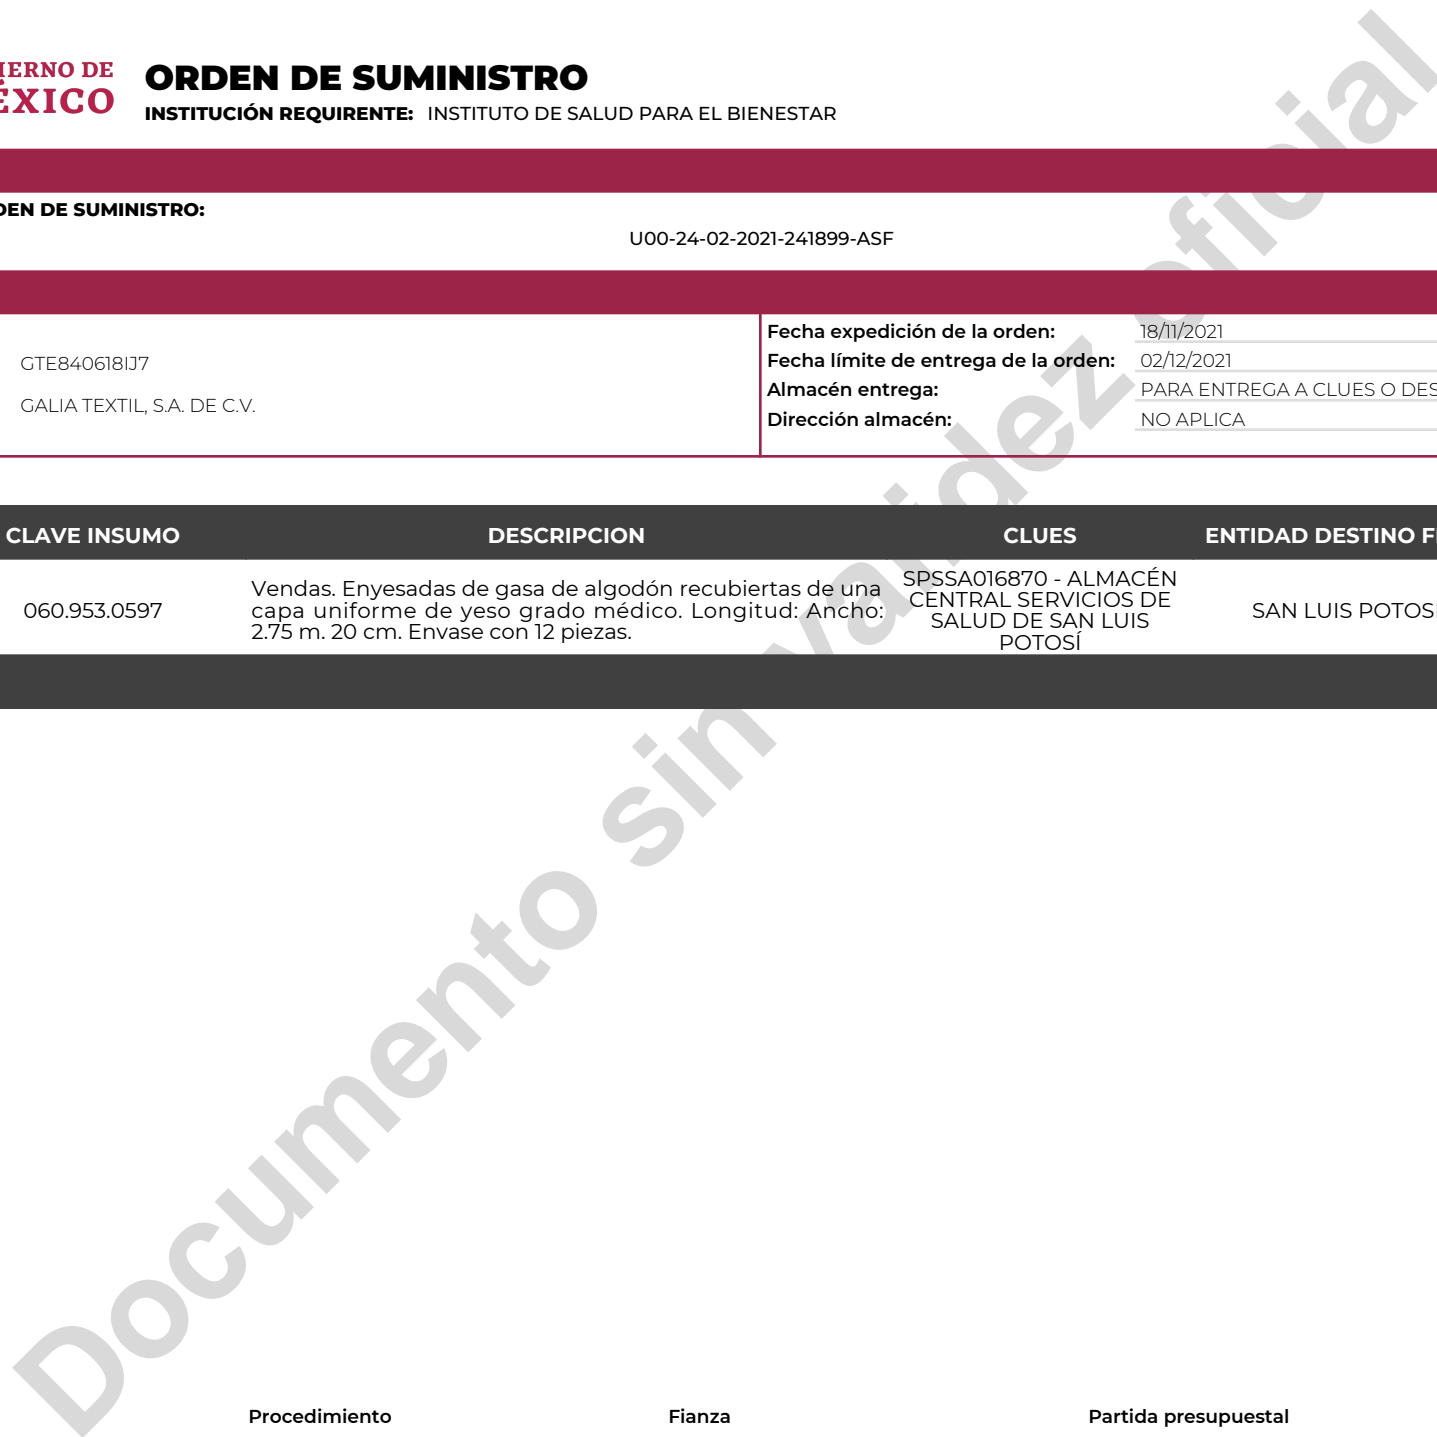 IERNO DE
ÉXICO
ORDEN DE SUMINISTRO
INSTITUCIÓN REQUIRENTE: INSTITUTO DE SALUD PARA EL BIENESTAR
DEN DE SUMINISTRO:
U00-24-02-2021-241899-ASF
GTE840618IJ7
GALIA TEXTIL, S.A. DE C.V.
Fecha expedición de la orden: 18/11/2021
Fecha límite de entrega de la orden: 02/12/2021
Almacén entrega: PARA ENTREGA A CLUES O DES
Dirección almacén: NO APLICA
CLAVE INSUMO DESCRIPCION CLUES ENTIDAD DESTINO FI
060.953.0597
Vendas. Enyesadas de gasa de algodón recubiertas de una
capa uniforme de yeso grado médico. Longitud: Ancho:
2.75 m. 20 cm. Envase con 12 piezas.
SPSSA016870 - ALMACÉN
CENTRAL SERVICIOS DE
SALUD DE SAN LUIS
POTOSÍ
SAN LUIS POTOSÍ
Documento sin validez oficial
Procedimiento Fianza Partida presupuestal